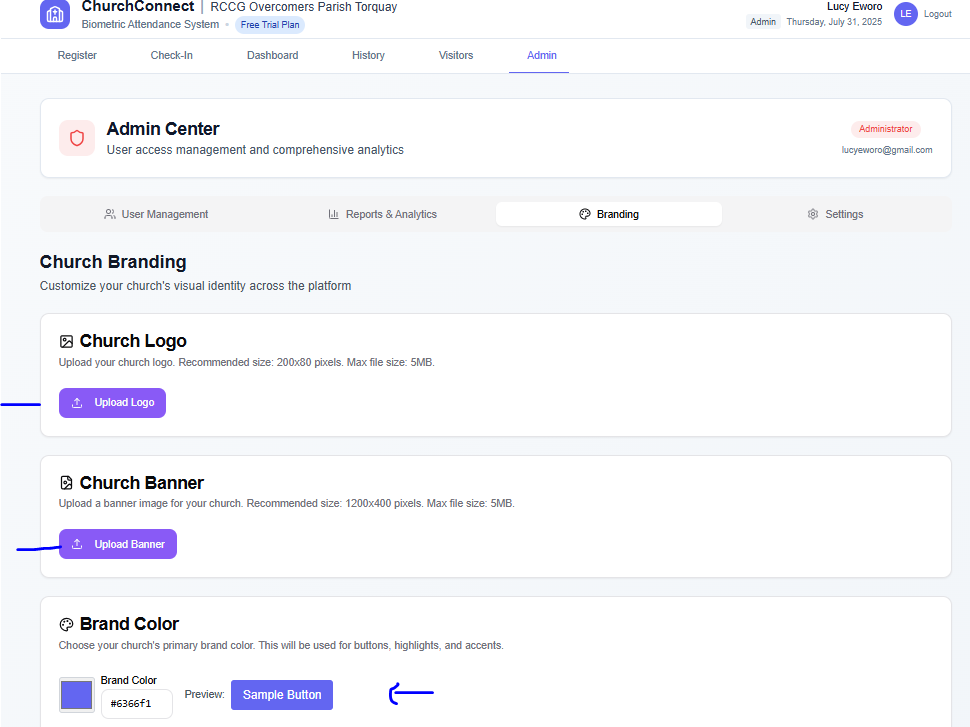 ChurchConnect | RCCG Overcomers Parish Torquay
Biometric Attendance System • Free Trial Plan
Lucy Eworo
Admin Thursday, July 31, 2025
LE Logout
Register Check-In Dashboard History Visitors Admin
Admin Center
User access management and comprehensive analytics
Administrator
lucyeworo@gmail.com
User Management Reports & Analytics Branding Settings
Church Branding
Customize your church's visual identity across the platform
Church Logo
Upload your church logo. Recommended size: 200x80 pixels. Max file size: 5MB.
Upload Logo
Church Banner
Upload a banner image for your church. Recommended size: 1200x400 pixels. Max file size: 5MB.
Upload Banner
Brand Color
Choose your church's primary brand color. This will be used for buttons, highlights, and accents.
Brand Color
#6366f1
Preview: Sample Button